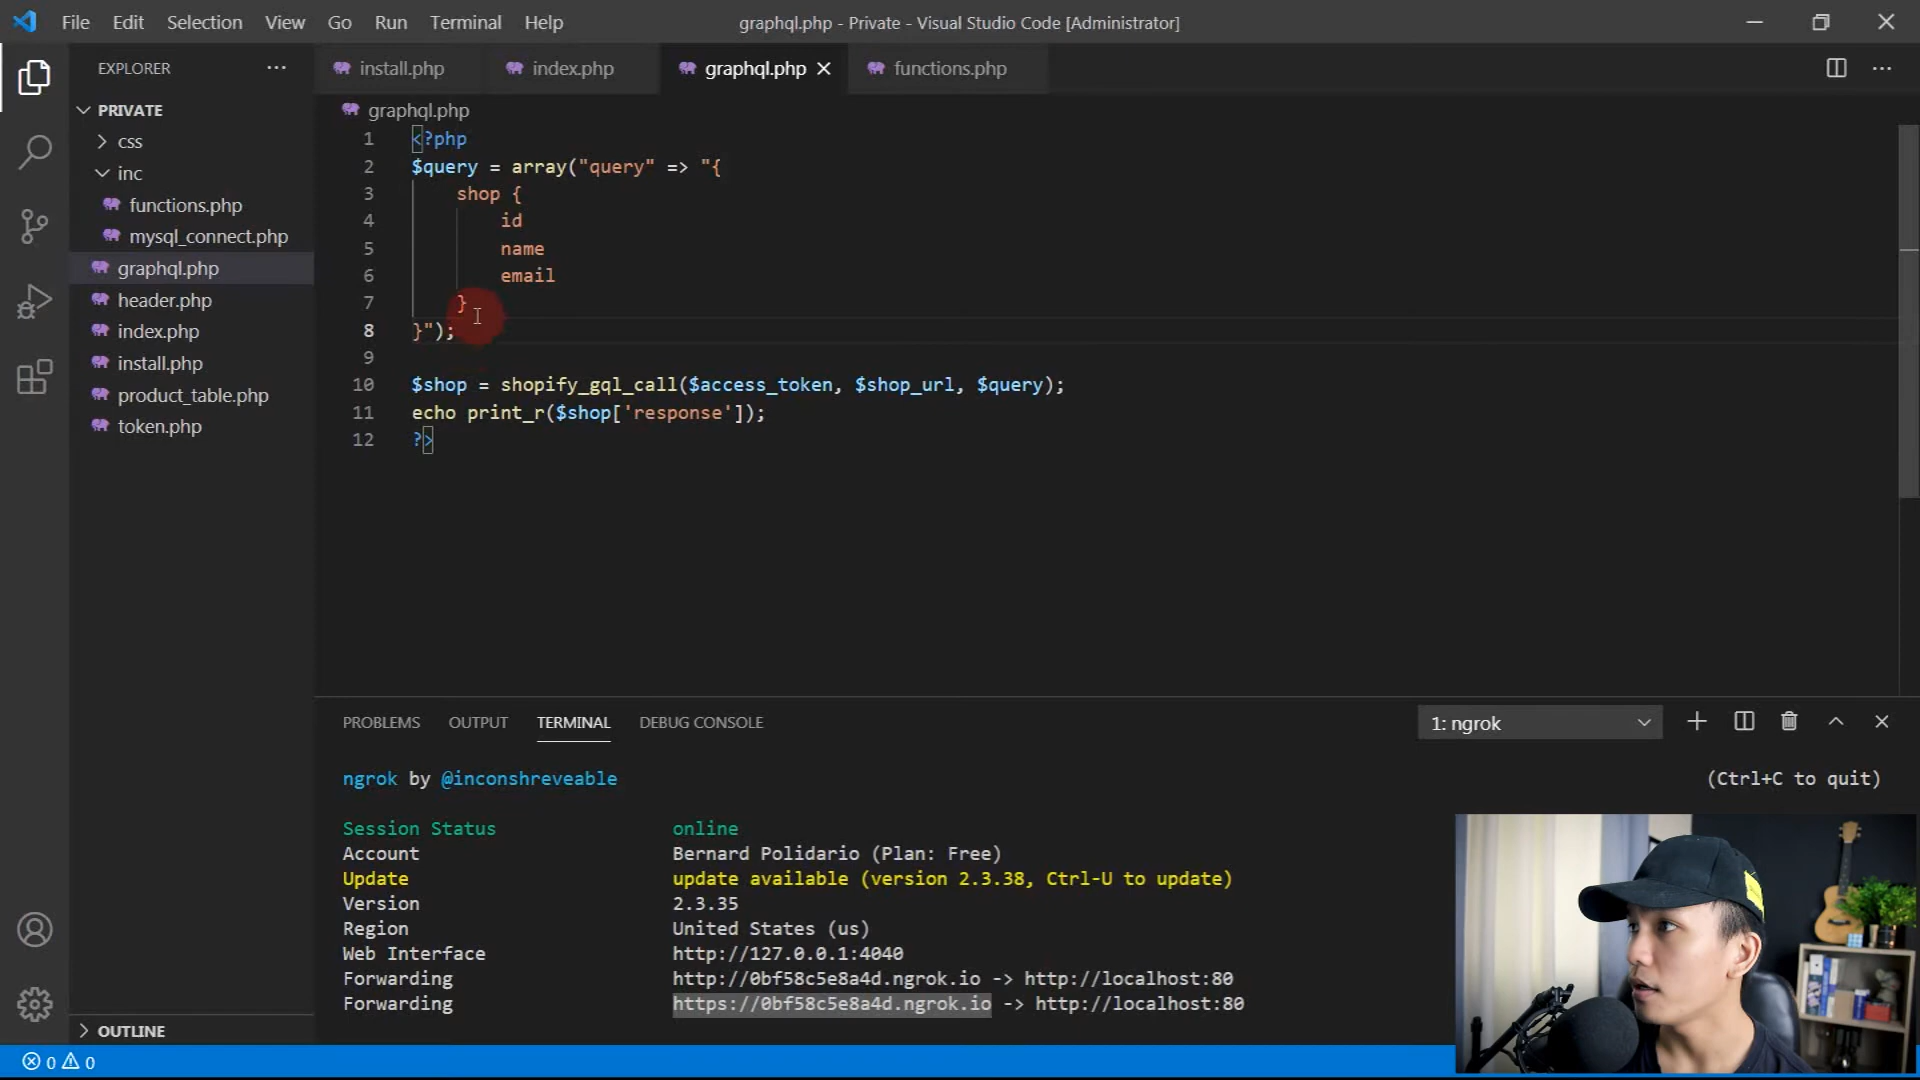 File Edit Selection View Go Run Terminal Help
graphql.php - Private - Visual Studio Code [Administrator]
EXPLORER
PRIVATE
css
inc
functions.php
mysql_connect.php
graphql.php
header.php
index.php
install.php
product_table.php
token.php
OUTLINE
install.php index.php graphql.php functions.php
graphql.php
1 <?php
2 $query = array("query" => "{
3 shop {
4 id
5 name
6 email
7 }
8 }");
9
10 $shop = shopify_gql_call($access_token, $shop_url, $query);
11 echo print_r($shop['response']);
12 ?>
PROBLEMS OUTPUT TERMINAL DEBUG CONSOLE
1: ngrok
ngrok by @inconshreveable (Ctrl+C to quit)
Session Status online
Account Bernard Polidario (Plan: Free)
Update update available (version 2.3.38, Ctrl-U to update)
Version 2.3.35
Region United States (us)
Web Interface http://127.0.0.1:4040
Forwarding http://0bf58c5e8a4d.ngrok.io -> http://localhost:80
Forwarding https://0bf58c5e8a4d.ngrok.io -> http://localhost:80
0 0